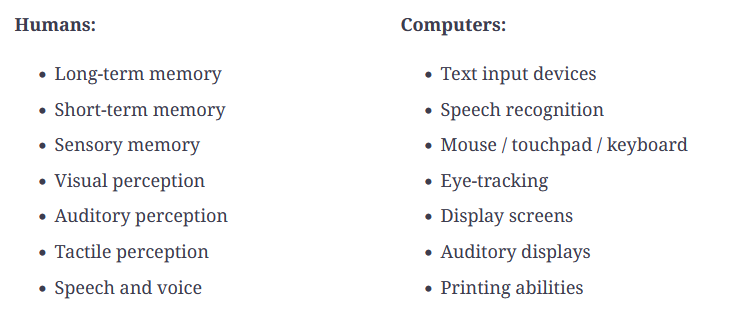 Humans:
• Long-term memory
• Short-term memory
• Sensory memory
• Visual perception
• Auditory perception
• Tactile perception
• Speech and voice
Computers:
• Text input devices
• Speech recognition
• Mouse / touchpad / keyboard
• Eye-tracking
• Display screens
• Auditory displays
• Printing abilities